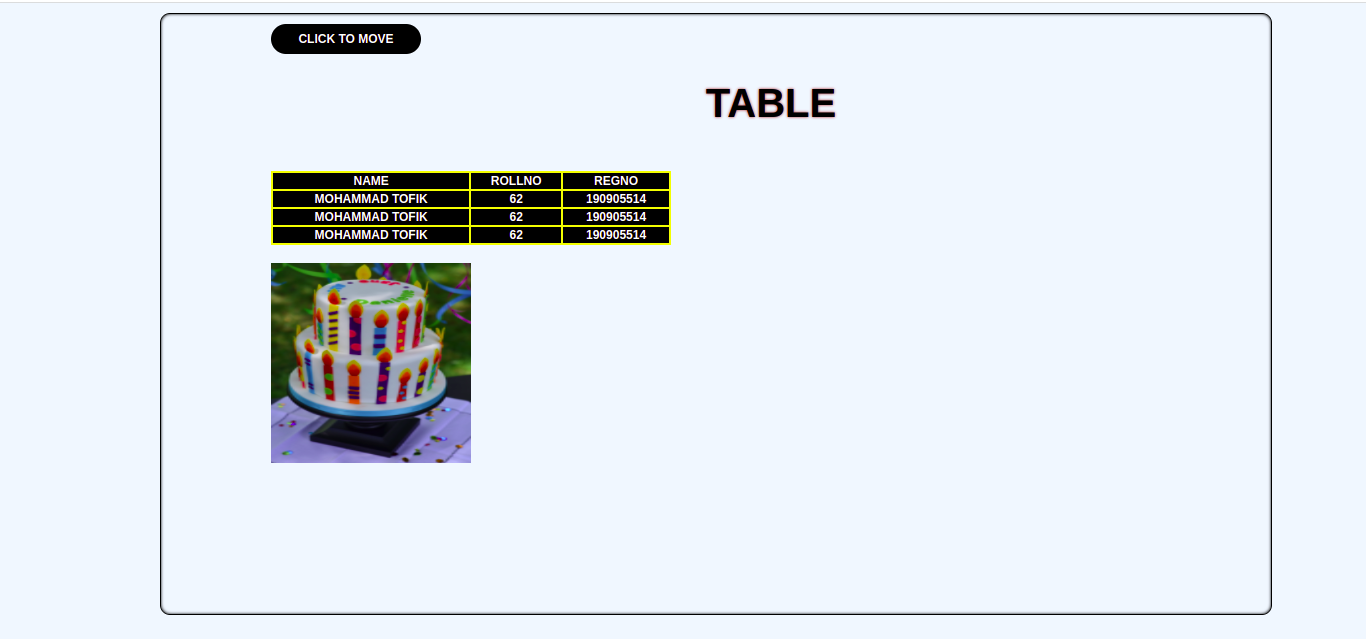 CLICK TO MOVE
TABLE
NAME ROLLNO REGNO
MOHAMMAD TOFIK 62 190905514
MOHAMMAD TOFIK 62 190905514
MOHAMMAD TOFIK 62 190905514